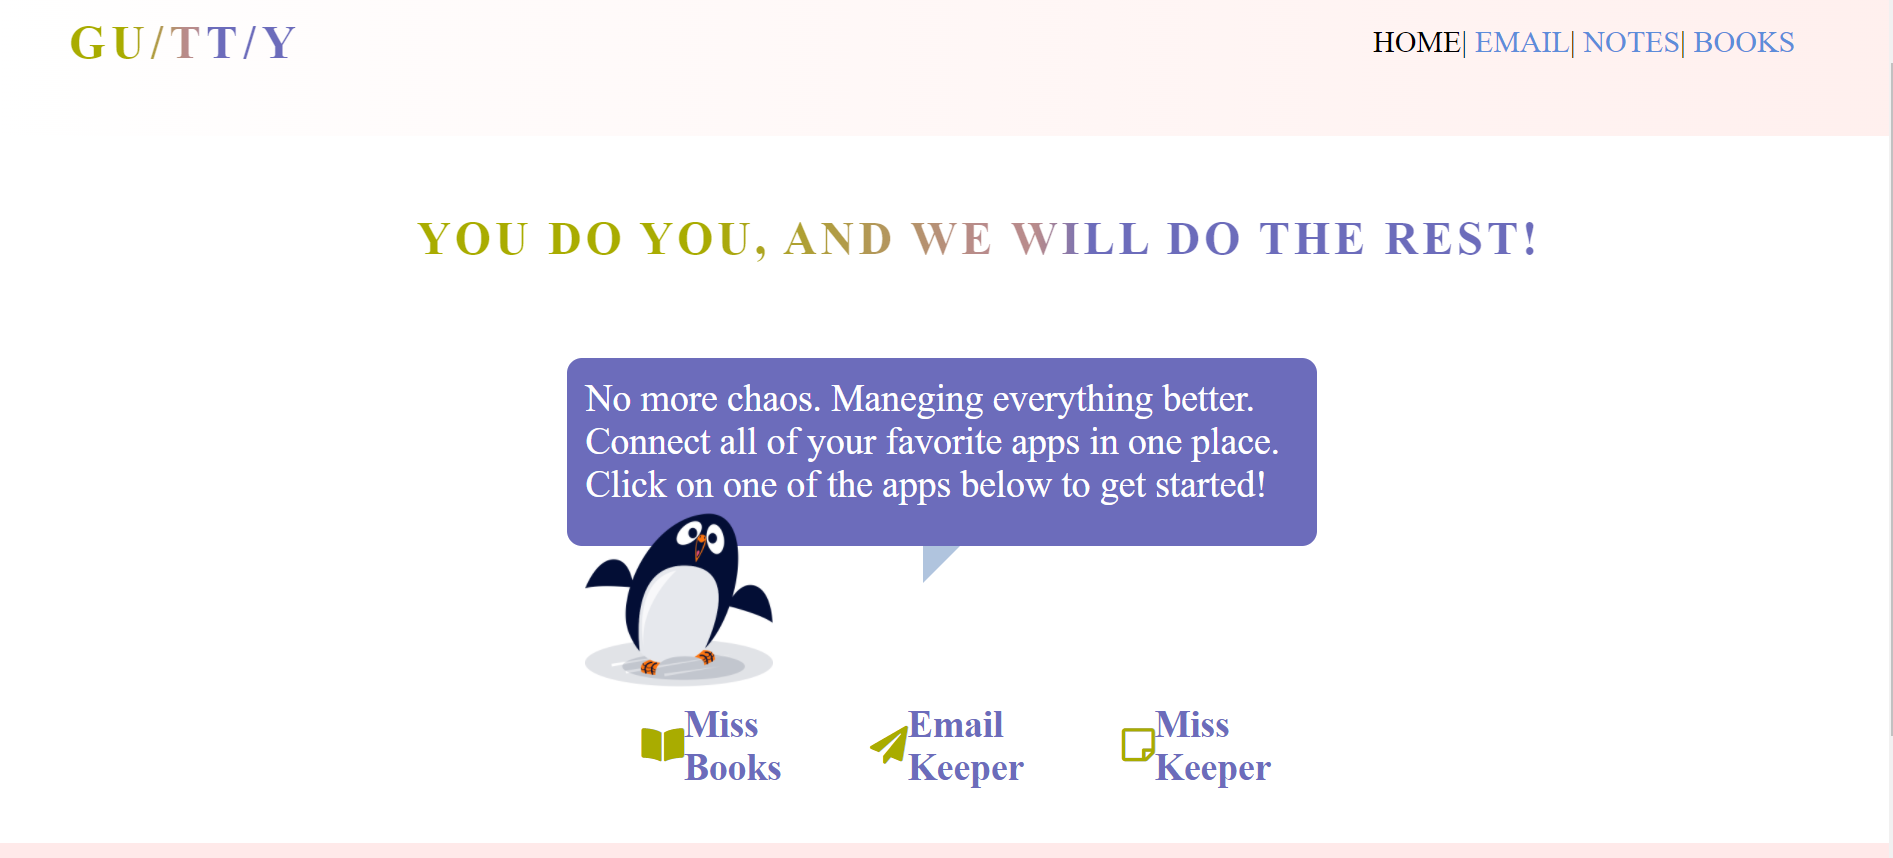 GU/TT/Y
HOME| EMAIL| NOTES| BOOKS
YOU DO YOU, AND WE WILL DO THE REST!
No more chaos. Maneging everything better.
Connect all of your favorite apps in one place.
Click on one of the apps below to get started!
Miss
Books
Email
Keeper
Miss
Keeper